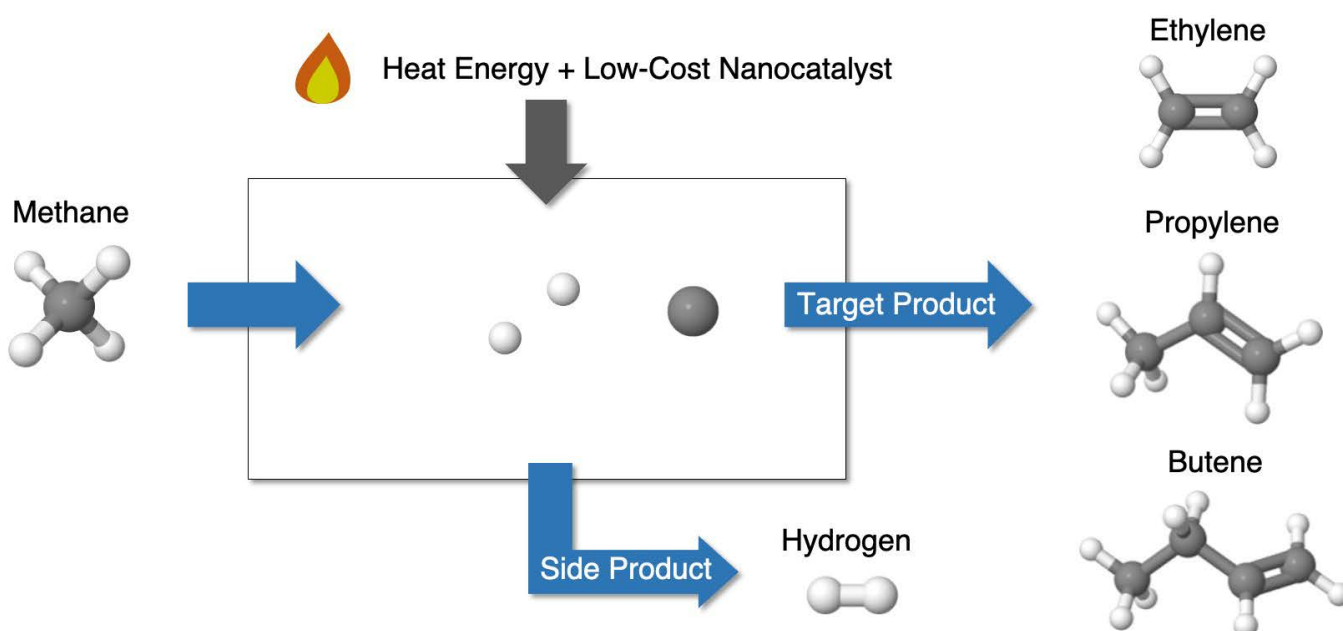 Heat Energy + Low-Cost Nanocatalyst
Ethylene
Methane
Propylene
Target Product
Butene
Hydrogen
Side Product